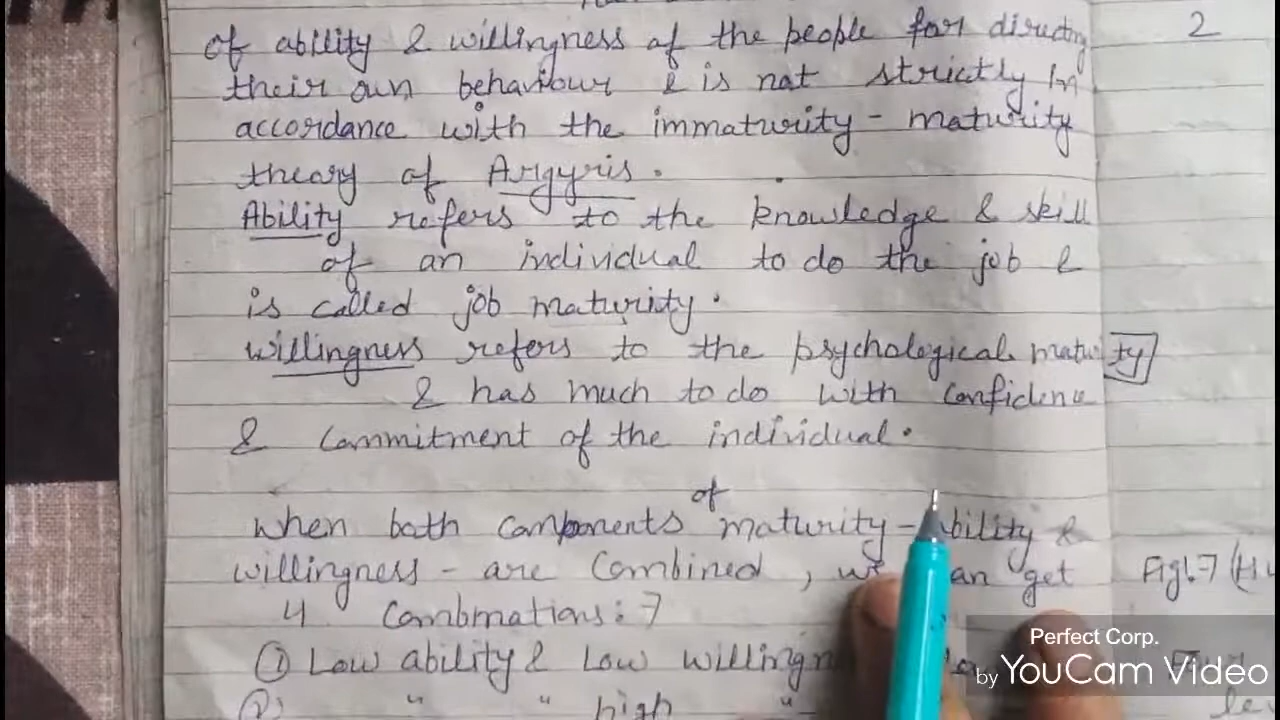 2
of ability & willingness of the people for directing
their own behaviour & is not strictly in
accordance with the immaturity - maturity
theory of Argyris.
Ability refers to the knowledge & skill
of an individual to do the job &
is called job maturity.
willingness refers to the psychological maturity
& has much to do with confidence
& commitment of the individual.
of
when both components maturity - ability &
willingness - are combined, we can get
4 combinations: 7
① Low ability & Low willingn
② " " high "
Fig 1.7 (H
Perfect Corp.
by YouCam Video